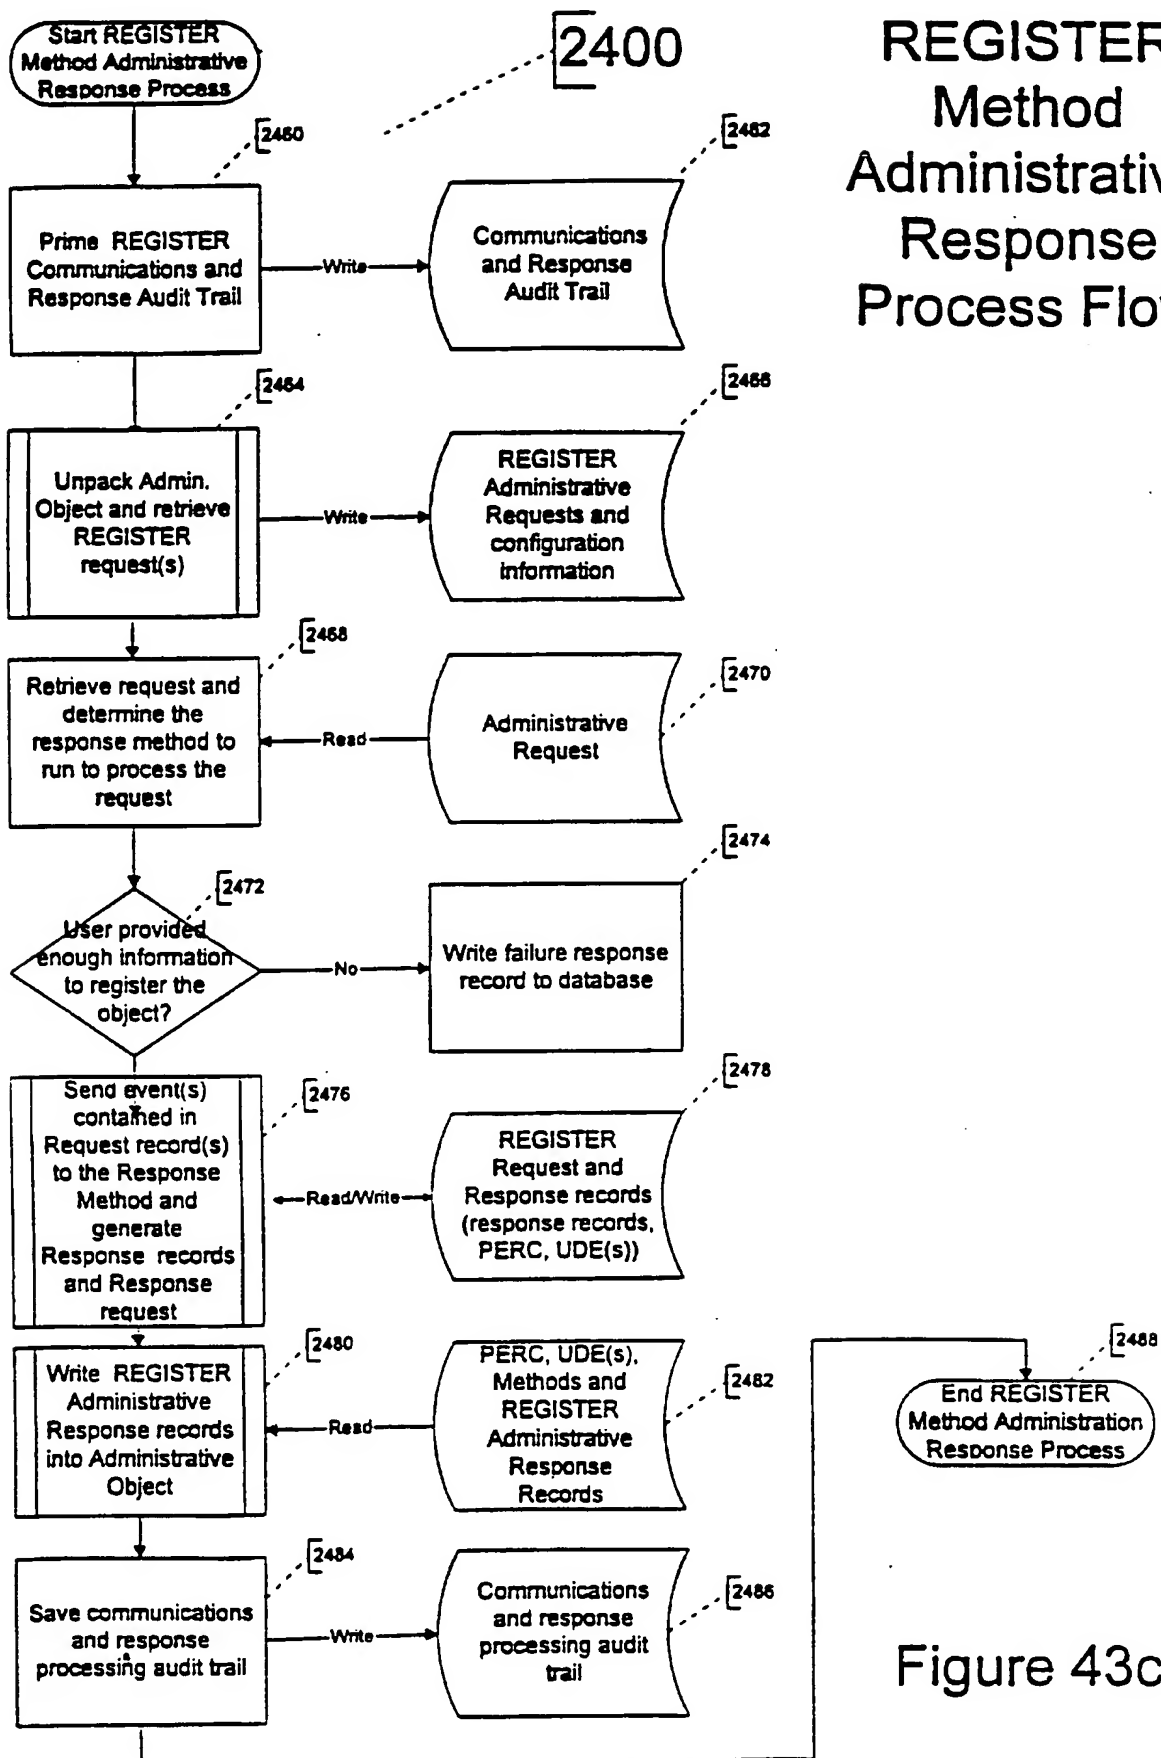 Start REGISTER
Method Administrative
Response Process
2400
REGISTER
Method
Administrativ
Response
Process Flo
2460
2462
Prime REGISTER
Communications and
Response Audit Trail
Write
Communications
and Response
Audit Trail
2464
2466
Unpack Admin.
Object and retrieve
REGISTER
request(s)
Write
REGISTER
Administrative
Requests and
configuration
information
2468
2470
Retrieve request and
determine the
response method to
run to process the
request
Read
Administrative
Request
2472
2474
User provided
enough information
to register the
object?
No
Write failure response
record to database
2476
2478
Send event(s)
contained in
Request record(s)
to the Response
Method and
generate
Response records
and Response
request
Read/Write
REGISTER
Request and
Response records
(response records,
PERC, UDE(s))
2480
2482
Write REGISTER
Administrative
Response records
into Administrative
Object
Read
PERC, UDE(s),
Methods and
REGISTER
Administrative
Response
Records
2488
End REGISTER
Method Administration
Response Process
2484
2486
Save communications
and response
processing audit trail
Write
Communications
and response
processing audit
trail
Figure 43c